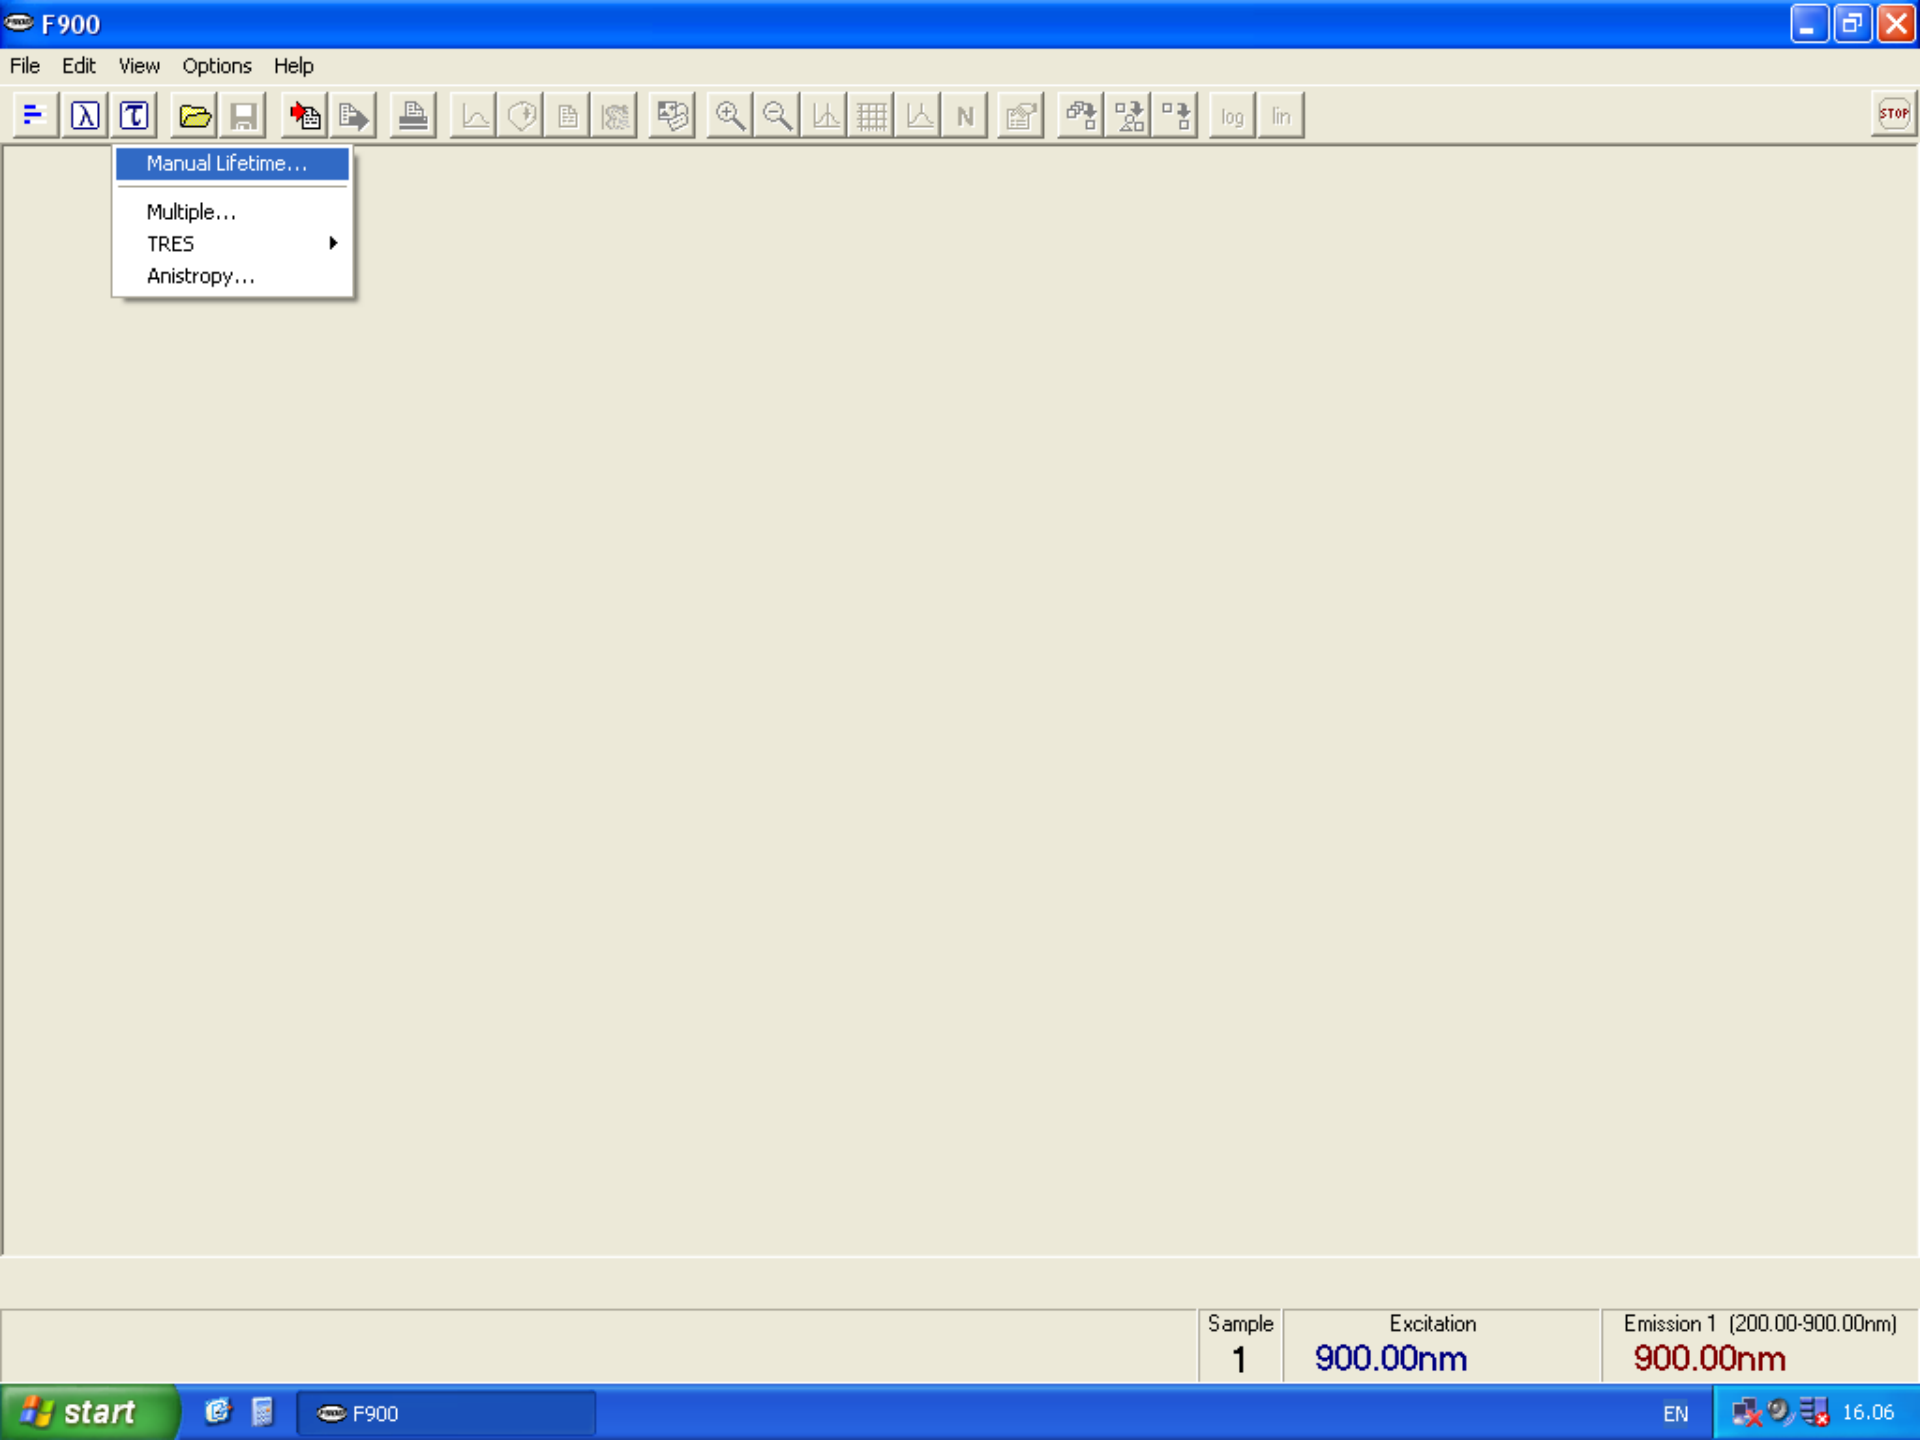 F900
File Edit View Options Help
λ τ N log lin STOP
Manual Lifetime...
Multiple...
TRES
Anistropy...
Sample Excitation Emission 1 (200.00-900.00nm)
1 900.00nm 900.00nm
start F900 EN 16.06